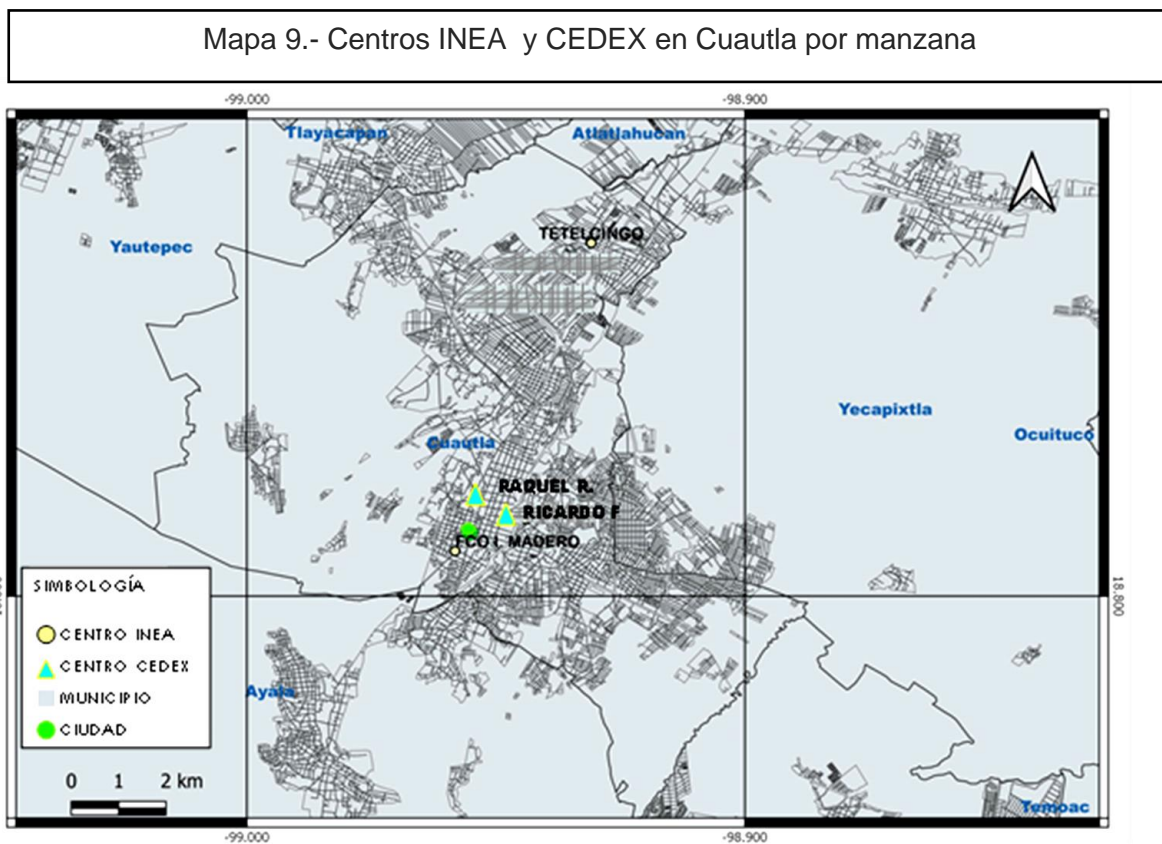 Mapa 9.- Centros INEA y CEDEX en Cuautla por manzana
-99.000
-98.900
Tlayacapan
Atlatlahucan
TETELCINGO
Yautepec
Yecapixtla
Ocuituco
Cuautla
RAQUEL R.
RICARDO F
FCO I. MADERO
18.800
SIMBOLOGÍA
CENTRO INEA
CENTRO CEDEX
MUNICIPIO
CIUDAD
Ayala
0 1 2 km
Temoac
-99.000
-98.900